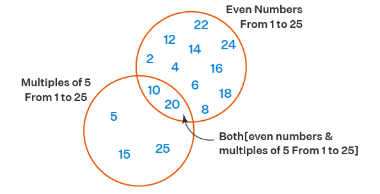 Even Numbers
From 1 to 25
22
12
14
24
2
4
16
10
6
18
20
8
Multiples of 5
From 1 to 25
5
15
25
Both[even numbers &
multiples of 5 From 1 to 25]